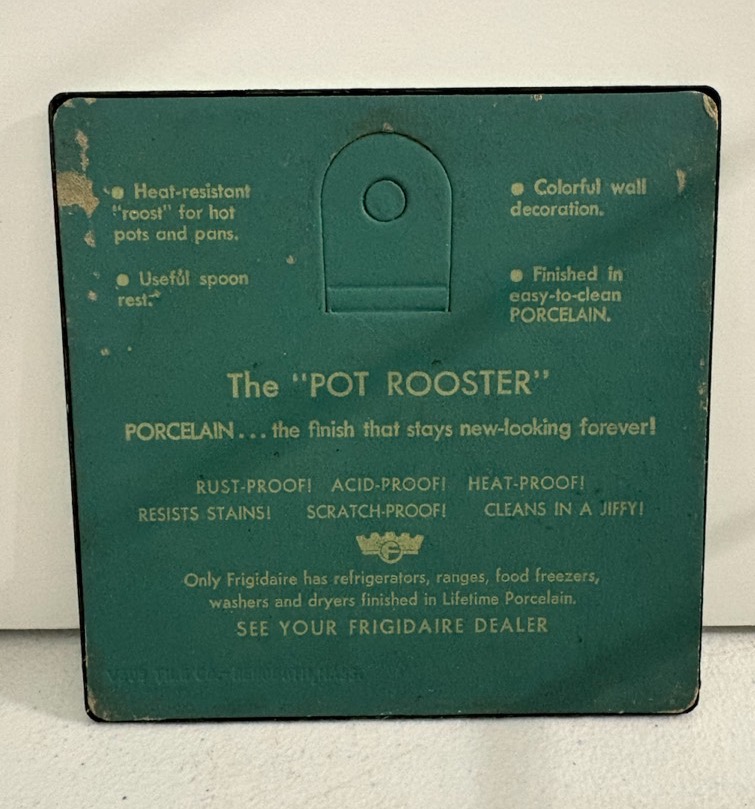 ● Heat-resistant
"roost" for hot
pots and pans.
● Useful spoon
rest.
● Colorful wall
decoration.
● Finished in
easy-to-clean
PORCELAIN.
The "POT ROOSTER"
PORCELAIN... the finish that stays new-looking forever!
RUST-PROOF! ACID-PROOF! HEAT-PROOF!
RESISTS STAINS! SCRATCH-PROOF! CLEANS IN A JIFFY!
F
Only Frigidaire has refrigerators, ranges, food freezers,
washers and dryers finished in Lifetime Porcelain.
SEE YOUR FRIGIDAIRE DEALER